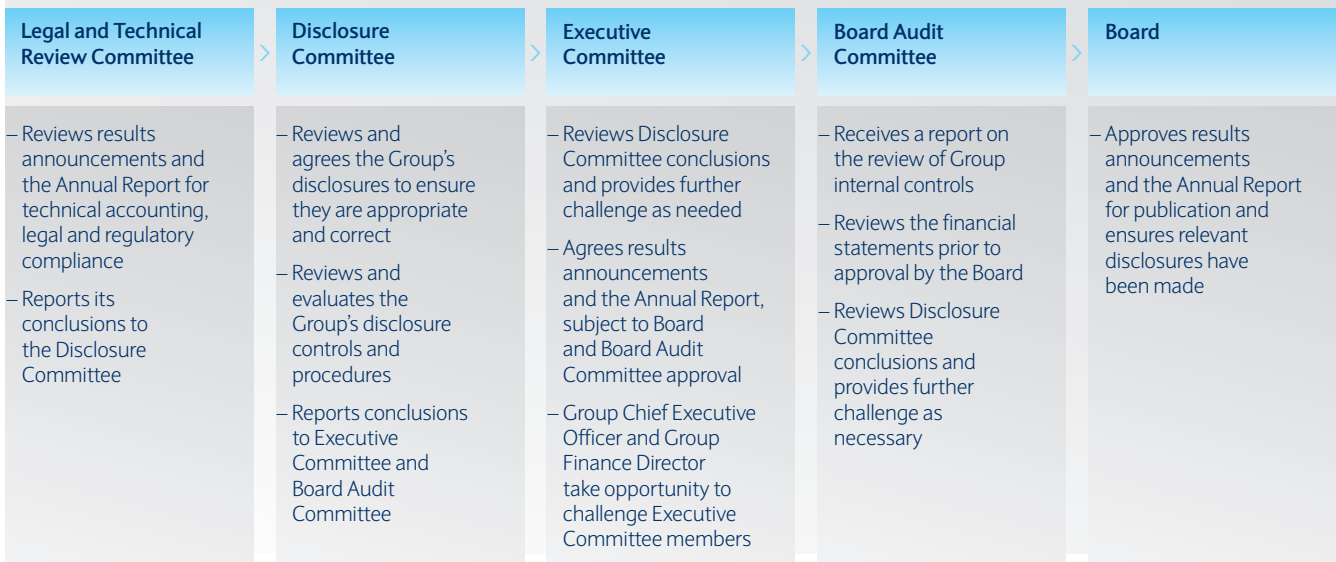 Legal and Technical
Review Committee
– Reviews results
announcements and
the Annual Report for
technical accounting,
legal and regulatory
compliance
– Reports its
conclusions to
the Disclosure
Committee
Disclosure
Committee
– Reviews and
agrees the Group’s
disclosures to ensure
they are appropriate
and correct
– Reviews and
evaluates the
Group’s disclosure
controls and
procedures
– Reports conclusions
to Executive
Committee and
Board Audit
Committee
Executive
Committee
– Reviews Disclosure
Committee conclusions
and provides further
challenge as needed
– Agrees results
announcements
and the Annual Report,
subject to Board
and Board Audit
Committee approval
– Group Chief Executive
Officer and Group
Finance Director
take opportunity to
challenge Executive
Committee members
Board Audit
Committee
– Receives a report on
the review of Group
internal controls
– Reviews the financial
statements prior to
approval by the Board
– Reviews Disclosure
Committee
conclusions and
provides further
challenge as
necessary
Board
– Approves results
announcements
and the Annual Report
for publication and
ensures relevant
disclosures have
been made